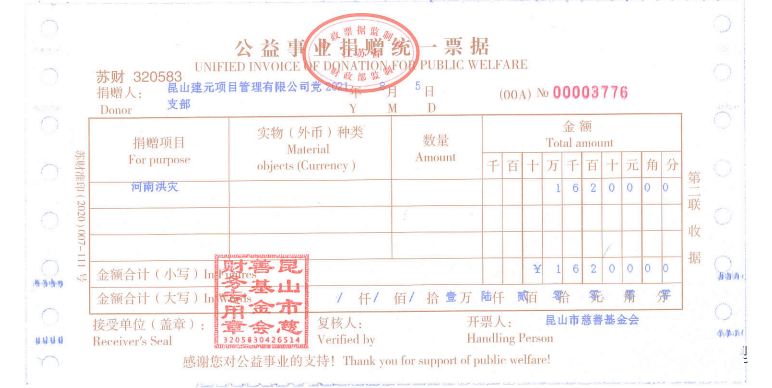 公益事业捐赠统一票据
UNIFIED INVOICE OF DONATION FOR PUBLIC WELFARE
苏财 320583
捐赠人： 昆山建元项目管理有限公司党 2021年 8月 5日 (00A) № 00003776
Donor 支部 Y M D
捐赠项目 实物（外币）种类 数量 金额
For purpose Material Amount Total amount
objects (Currency) 千 百 十 万 千 百 十 元 角 分
河南洪灾 1 6 2 0 0 0 0
金额合计（小写）In Figures ¥ 1 6 2 0 0 0 0
金额合计（大写）In Words / 仟 / 佰 / 拾 壹万 陆仟 贰佰 零拾 零元 零角 零分
接受单位（盖章）： 复核人： 开票人： 昆山市慈善基金会
Receiver's Seal Verified by Handling Person
感谢您对公益事业的支持！Thank you for support of public welfare!
第二联 收据
昆山市慈善基金会财务专用章
3205830426514
财政部监制